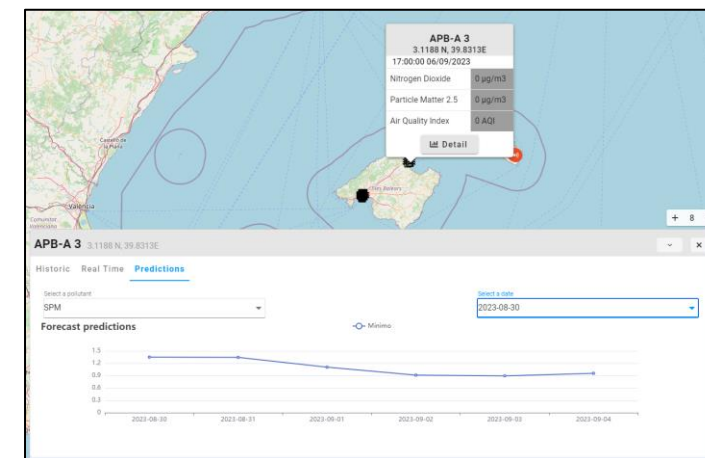 APB-A 3
3.1188 N, 39.8313E
17:00:00 06/09/2023
Nitrogen Dioxide 0 µg/m3
Particle Matter 2.5 0 µg/m3
Air Quality Index 0 AQI
Detail
València
+ 8
APB-A 3 3.1188 N, 39.8313E
Historic Real Time Predictions
Select a pollutant
SPM
Select a date
2023-08-30
Forecast predictions
Minimo
1.5
1.2
0.9
0.6
0.3
0
2023-08-30 2023-08-31 2023-09-01 2023-09-02 2023-09-03 2023-09-04